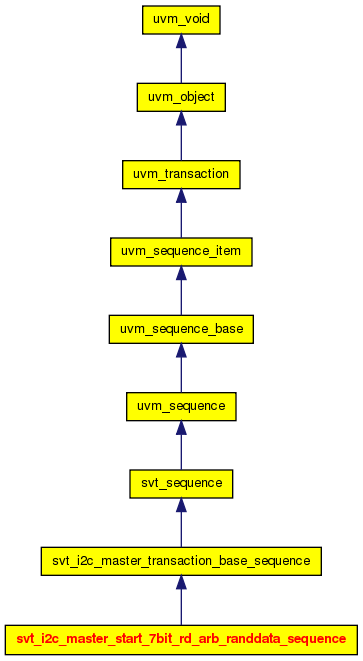 uvm_void
uvm_object
uvm_transaction
uvm_sequence_item
uvm_sequence_base
uvm_sequence
svt_sequence
svt_i2c_master_transaction_base_sequence
svt_i2c_master_start_7bit_rd_arb_randdata_sequence